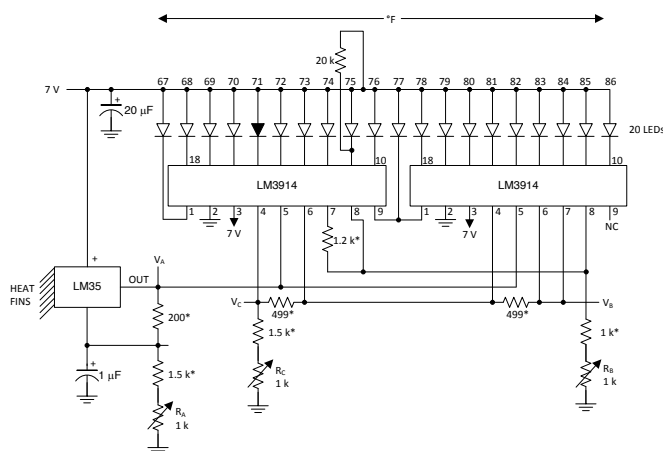 °F
20 k
67 68 69 70 71 72 73 74 75 76 77 78 79 80 81 82 83 84 85 86
7 V
+
20 μF
20 LEDs
18 10 18 10
LM3914 LM3914
1 2 3 4 5 6 7 8 9 1 2 3 4 5 6 7 8 9
7 V 7 V NC
1.2 k*
VA
+
OUT
HEAT
FINS
LM35
VC VB
200* 499* 499*
1.5 k* 1 k*
+
1 μF
1.5 k*
RC
1 k
RB
1 k
RA
1 k